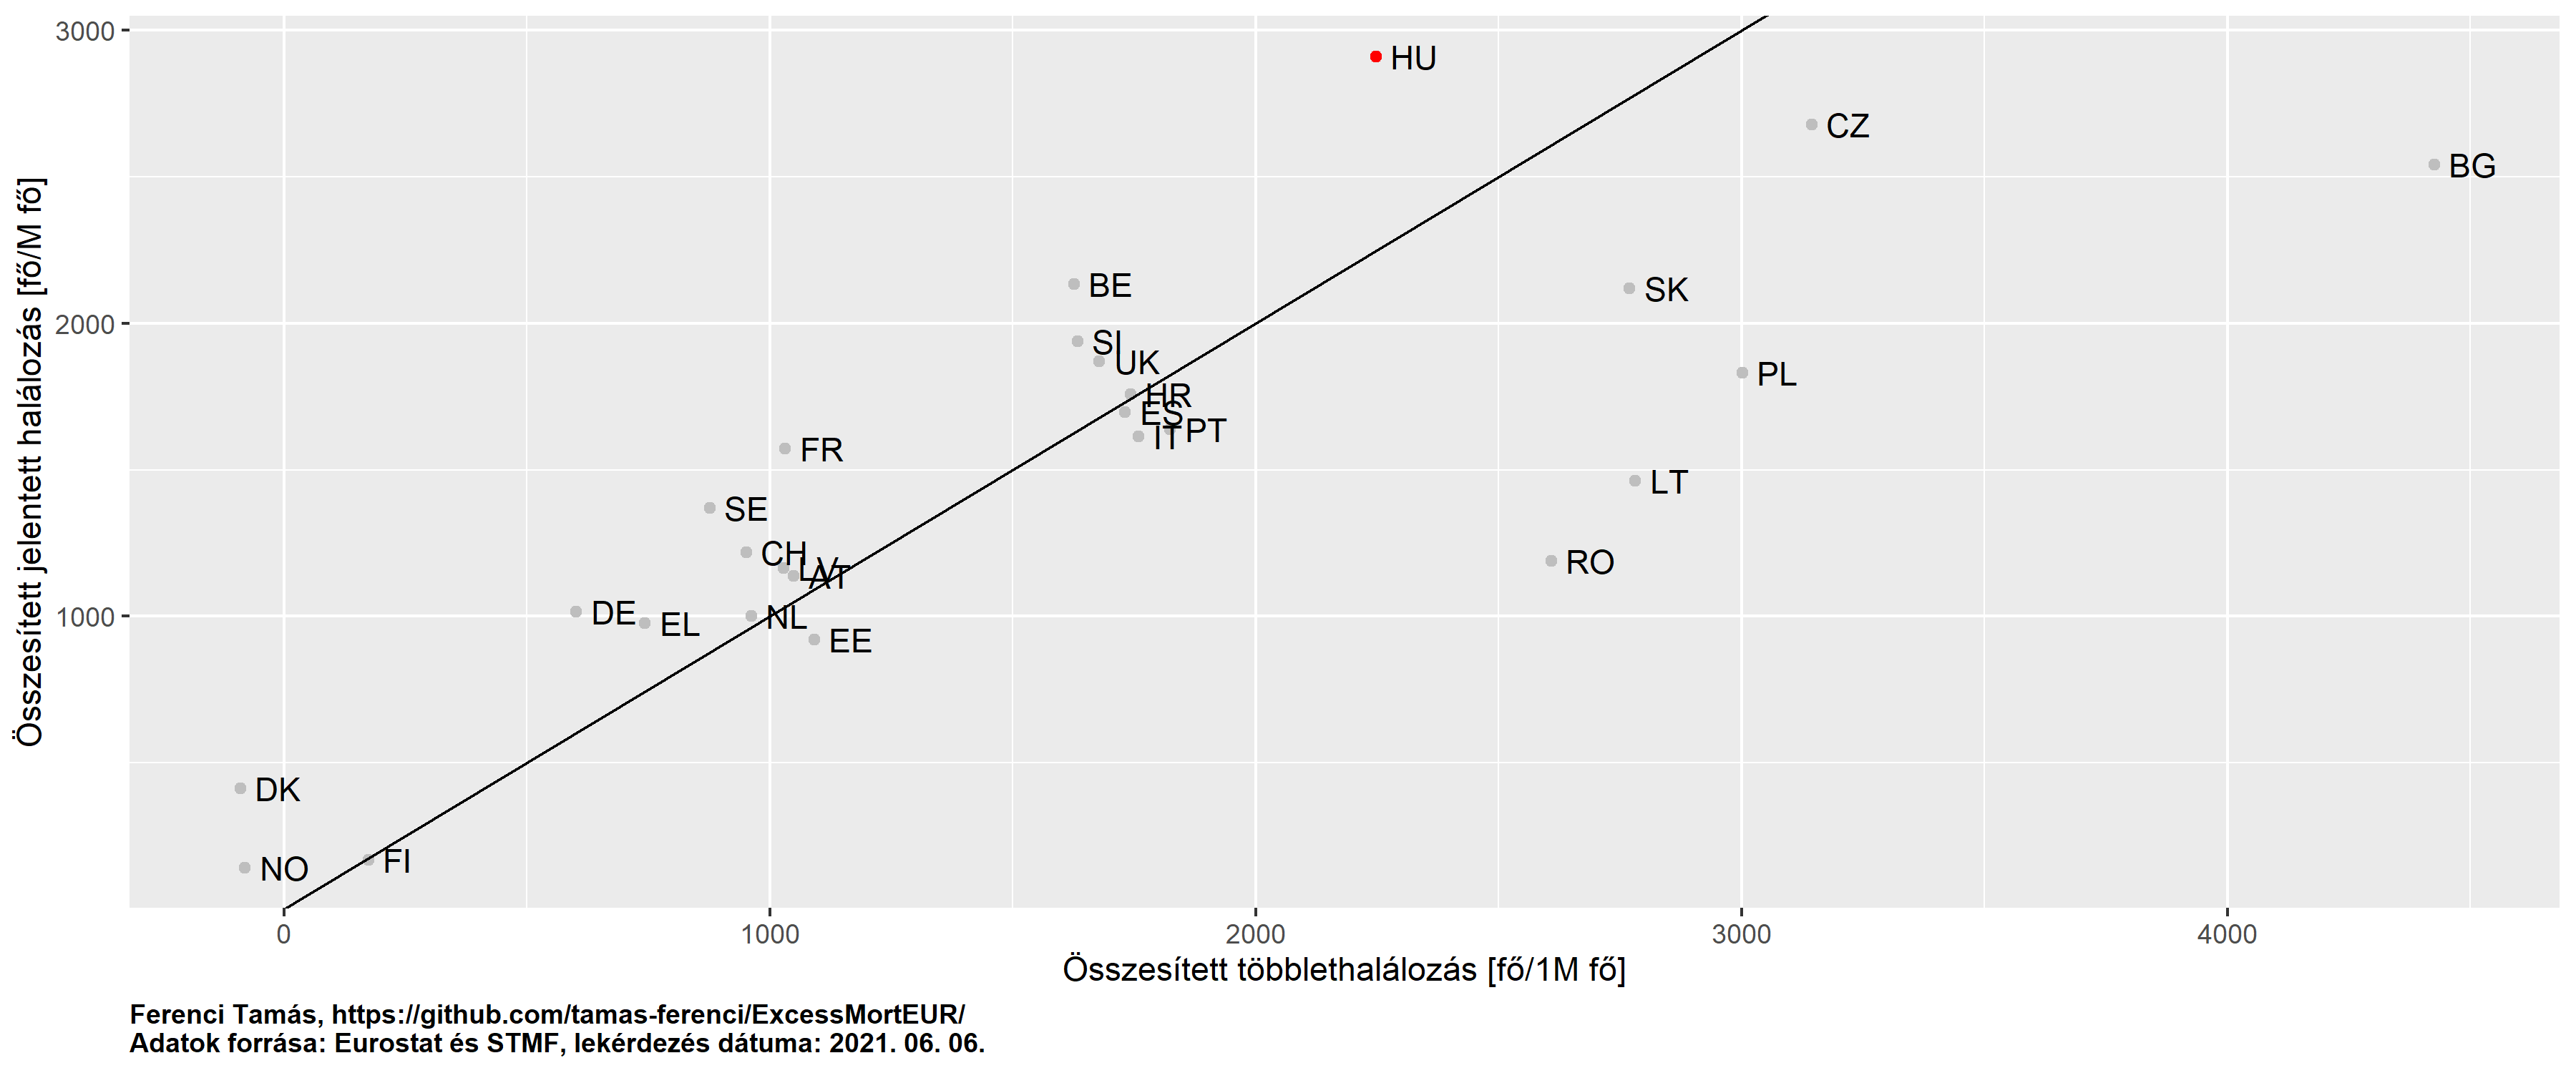 3000
2000
1000
Összesített jelentett halálozás [fő/M fő]
HU
CZ
BG
BE
SK
SI
UK
PL
HR
ES
IT
PT
FR
LT
SE
CH
LV
AT
RO
DE
EL
NL
EE
DK
NO
FI
0 1000 2000 3000 4000
Összesített többlethalálozás [fő/1M fő]
Ferenci Tamás, https://github.com/tamas-ferenci/ExcessMortEUR/
Adatok forrása: Eurostat és STMF, lekérdezés dátuma: 2021. 06. 06.